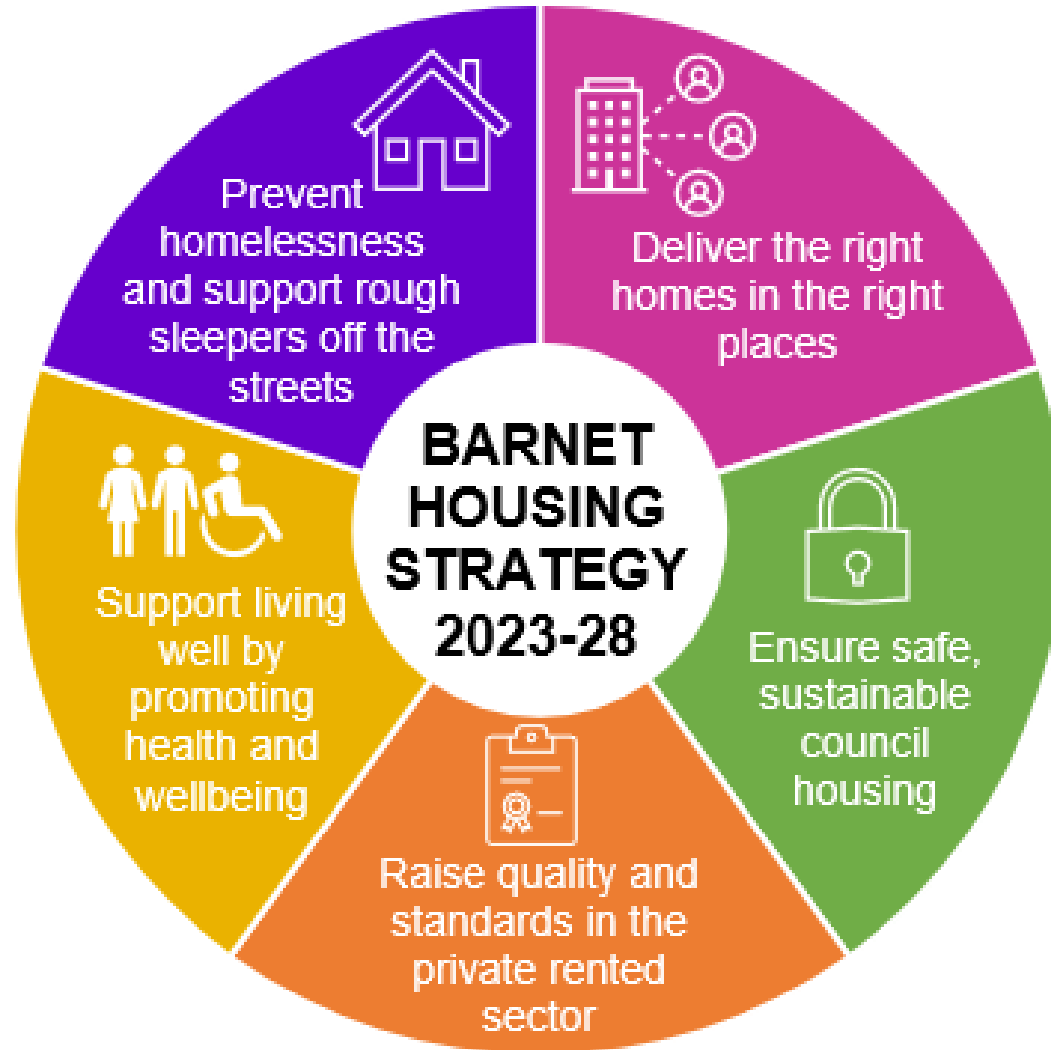 Prevent
homelessness
and support rough
sleepers off the
streets
Deliver the right
homes in the right
places
BARNET
HOUSING
STRATEGY
2023-28
Support living
well by
promoting
health and
wellbeing
Ensure safe,
sustainable
council
housing
Raise quality and
standards in the
private rented
sector